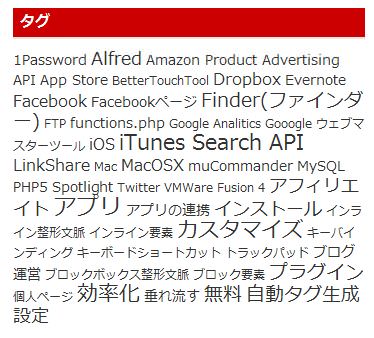 タグ
1Password Alfred Amazon Product Advertising
API App Store BetterTouchTool Dropbox Evernote
Facebook Facebookページ Finder(ファインダ
ー) FTP functions.php Google Analitics Gooogle ウェブマ
スターツール iOS iTunes Search API
LinkShare Mac MacOSX muCommander MySQL
PHP5 Spotlight Twitter VMWare Fusion 4 アフィリエ
イト アプリ アプリの連携 インストール インラ
イン整形文脈 インライン要素 カスタマイズ キーバイ
ンディング キーボードショートカット トラックパッド ブログ
運営 ブロックボックス整形文脈 ブロック要素 プラグイン
個人ページ 効率化 垂れ流す 無料 自動タグ生成
設定